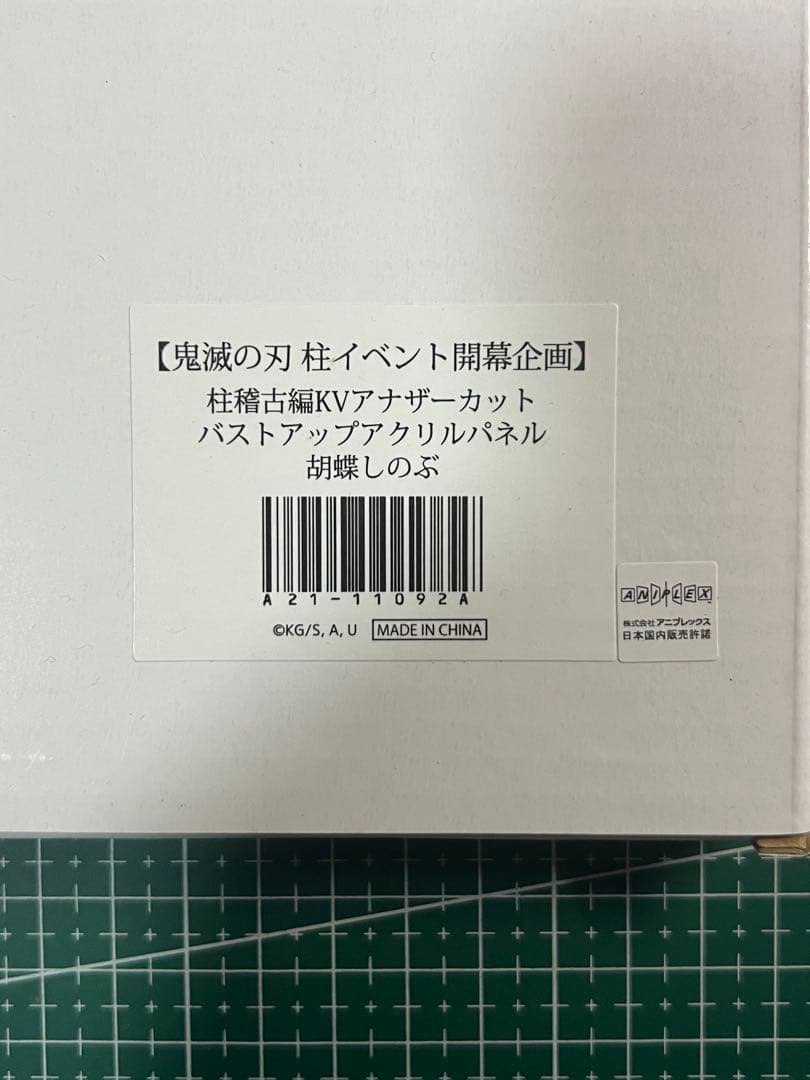 【鬼滅の刃 柱イベント開幕企画】
柱稽古編KVアナザーカット
バストアップアクリルパネル
胡蝶しのぶ
A21-11092A
©KG/S, A, U MADE IN CHINA
ANIPLEX
株式会社 アニプレックス
日本国内販売許諾